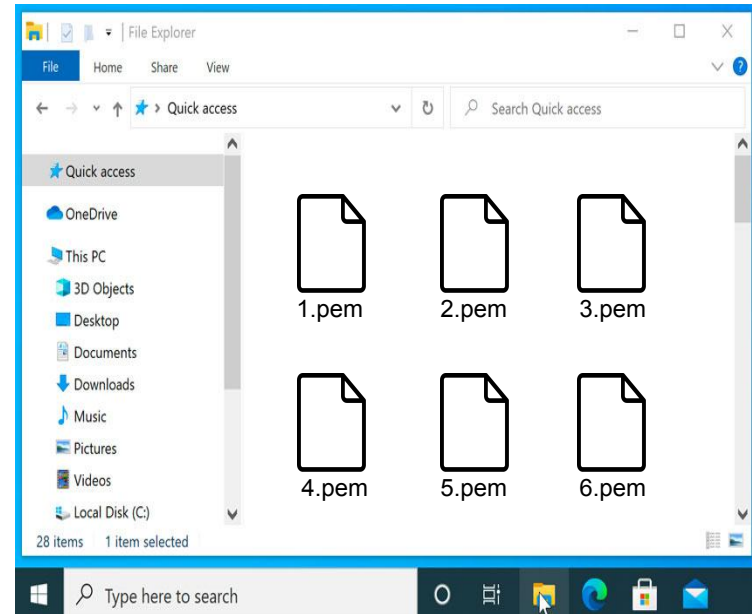 File Explorer
File Home Share View
Quick access
Search Quick access
Quick access
OneDrive
This PC
3D Objects
Desktop
Documents
Downloads
Music
Pictures
Videos
Local Disk (C:)
1.pem 2.pem 3.pem
4.pem 5.pem 6.pem
28 items 1 item selected
Type here to search